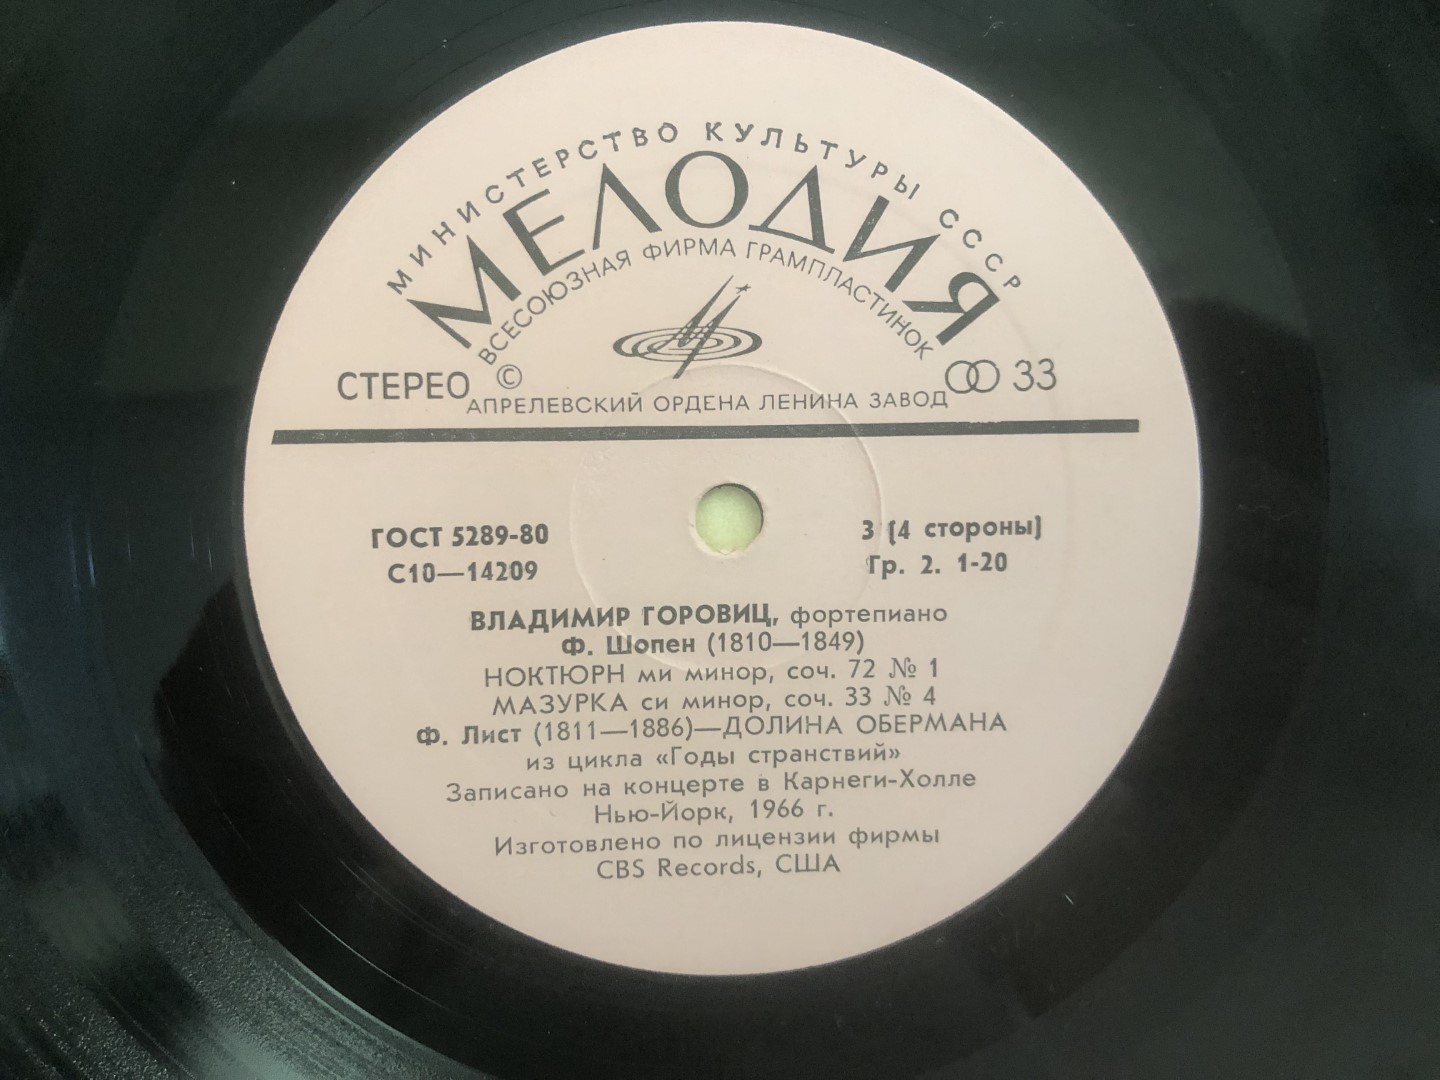 МИНИСТЕРСТВО КУЛЬТУРЫ СССР
МЕЛОДИЯ
ВСЕСОЮЗНАЯ ФИРМА ГРАМПЛАСТИНОК
СТЕРЕО © 33
АПРЕЛЕВСКИЙ ОРДЕНА ЛЕНИНА ЗАВОД
ГОСТ 5289-80 3 (4 стороны)
С10—14209 Гр. 2. 1-20
ВЛАДИМИР ГОРОВИЦ, фортепиано
Ф. Шопен (1810—1849)
НОКТЮРН ми минор, соч. 72 № 1
МАЗУРКА си минор, соч. 33 № 4
Ф. Лист (1811—1886)—ДОЛИНА ОБЕРМАНА
из цикла «Годы странствий»
Записано на концерте в Карнеги-Холле
Нью-Йорк, 1966 г.
Изготовлено по лицензии фирмы
CBS Records, США